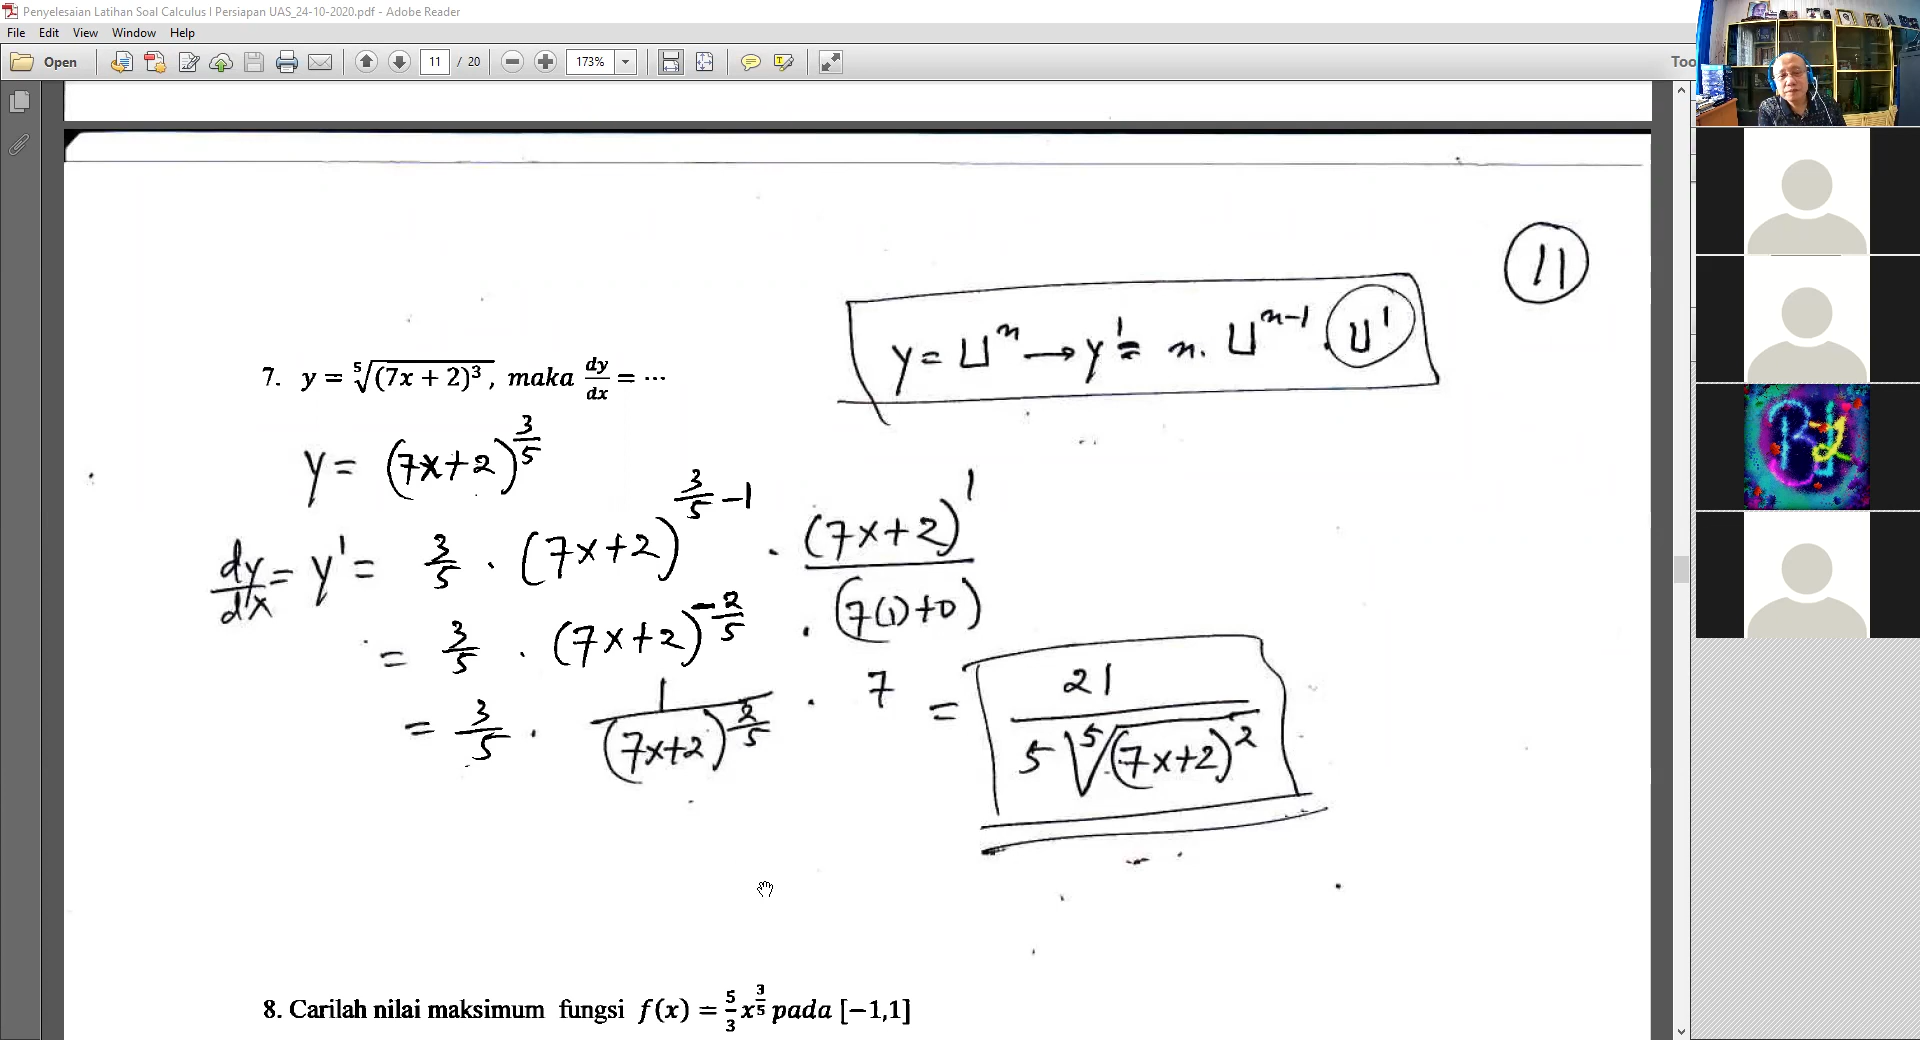 Penyelesaian Latihan Soal Calculus I Persiapan UAS_24-10-2020.pdf - Adobe Reader
File Edit View Window Help
Open 11 / 20 173% Too
11
y = U^n → y' = n. U^(n-1) . U'
7. y = ⁵√((7x + 2)³), maka dy/dx = ...
y = (7x+2)^(3/5)
dy/dx = y' = 3/5 . (7x+2)^(3/5 -1) . (7x+2)'
= 3/5 . (7x+2)^(-2/5) . (7(1)+0)
= 3/5 . 1/(7x+2)^(2/5) . 7 = 21/(5 ⁵√((7x+2)²))
8. Carilah nilai maksimum fungsi f(x) = 5/3 x^(3/5) pada [−1,1]